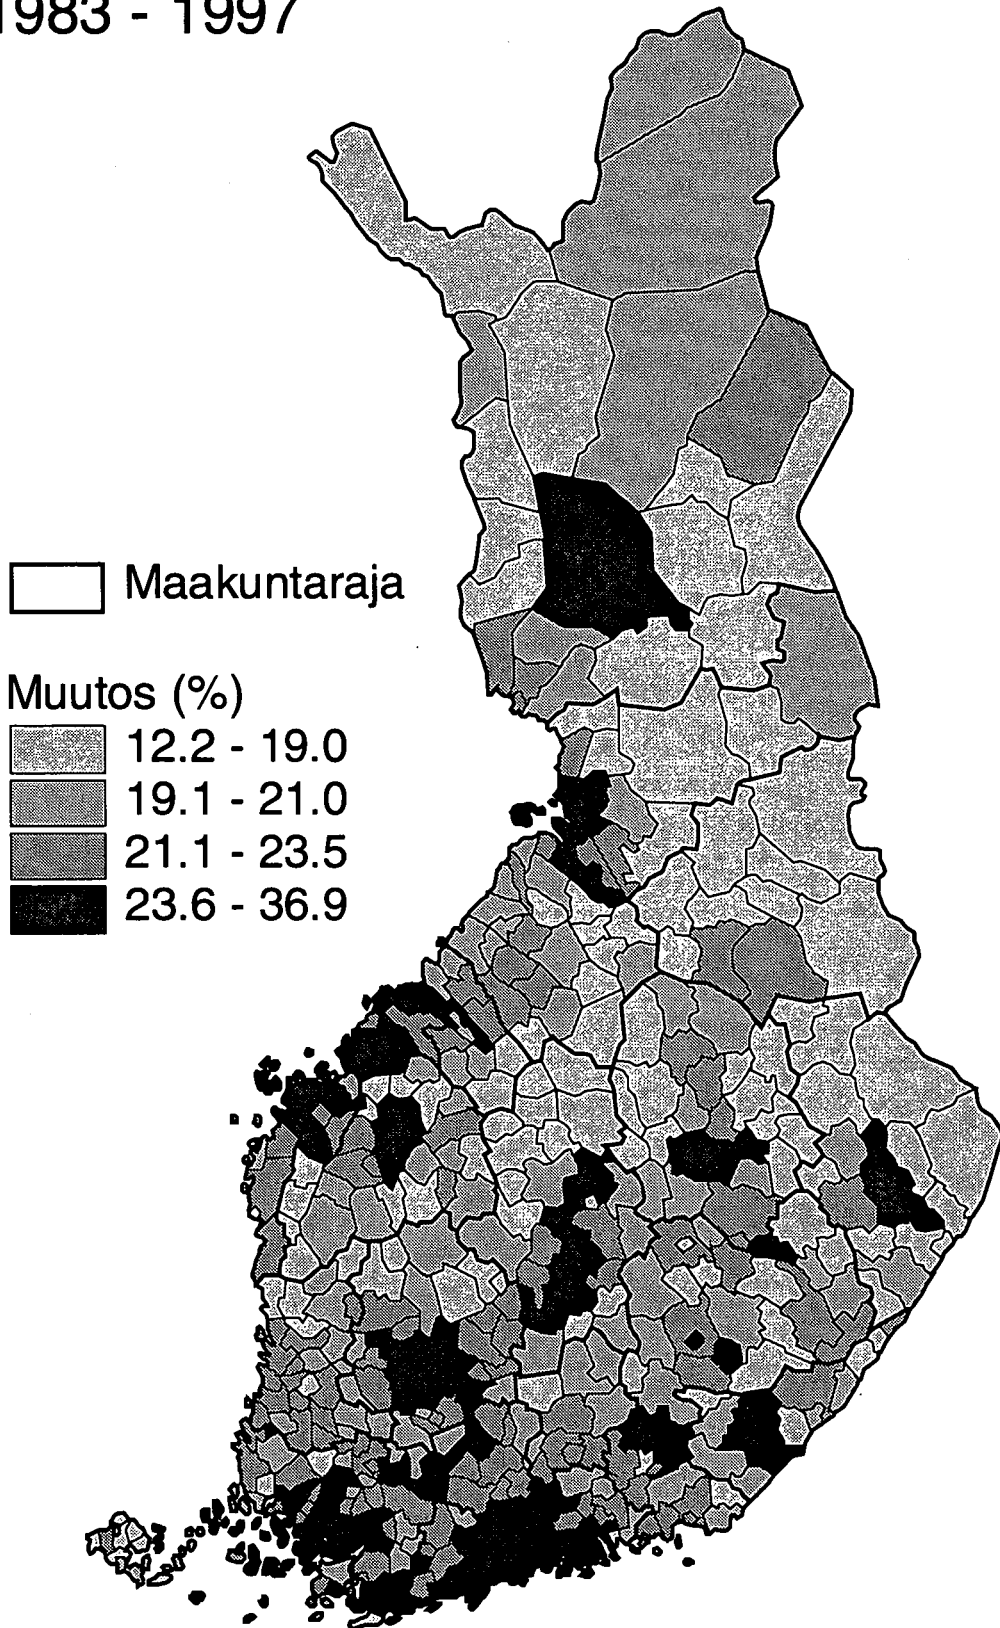 1983 - 1997
Maakuntaraja
Muutos (%)
12.2 - 19.0
19.1 - 21.0
21.1 - 23.5
23.6 - 36.9